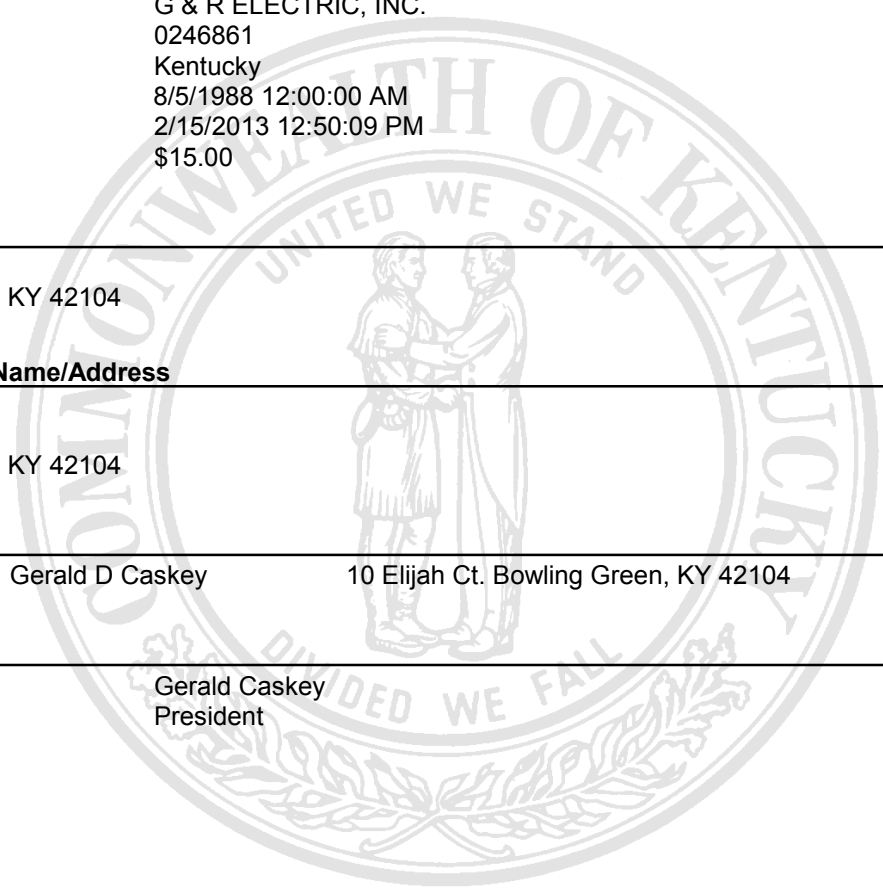 G & R ELECTRIC, INC.
0246861
Kentucky
8/5/1988 12:00:00 AM
2/15/2013 12:50:09 PM
$15.00
COMMONWEALTH OF KENTUCKY
UNITED WE STAND
KY 42104
Name/Address
KY 42104
Gerald D Caskey 10 Elijah Ct. Bowling Green, KY 42104
DIVIDED WE FALL
Gerald Caskey
President